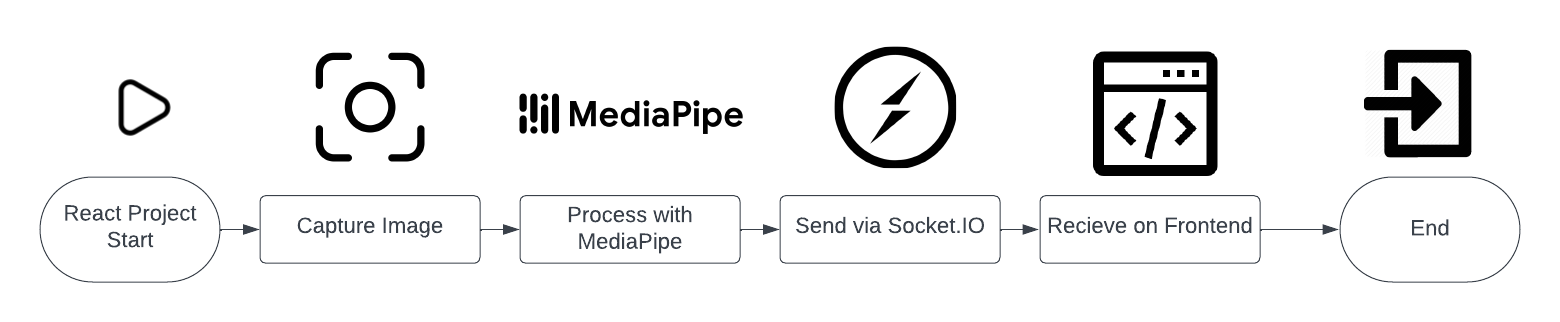 MediaPipe
React Project
Start
Capture Image
Process with
MediaPipe
Send via Socket.IO
Recieve on Frontend
End